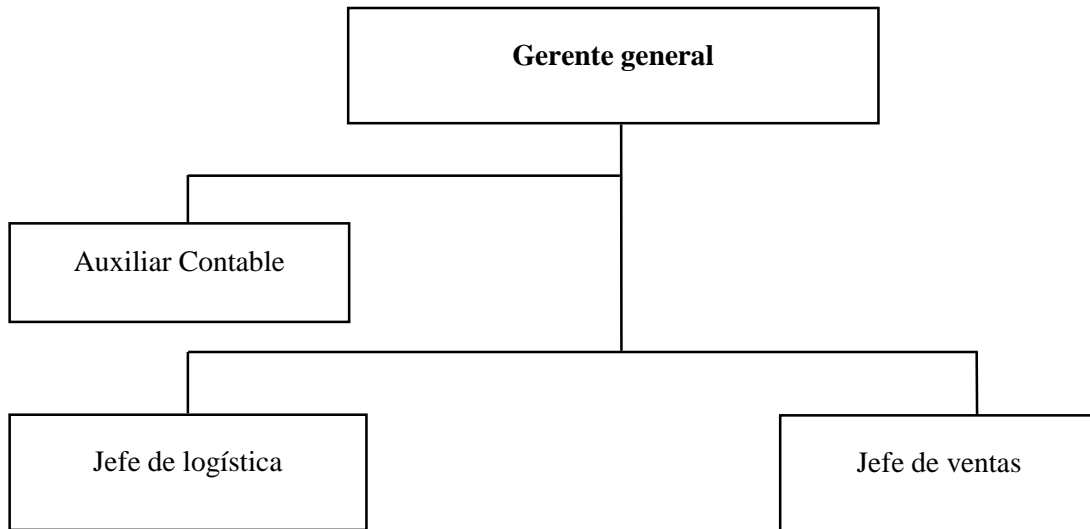 Gerente general
Auxiliar Contable
Jefe de logística
Jefe de ventas